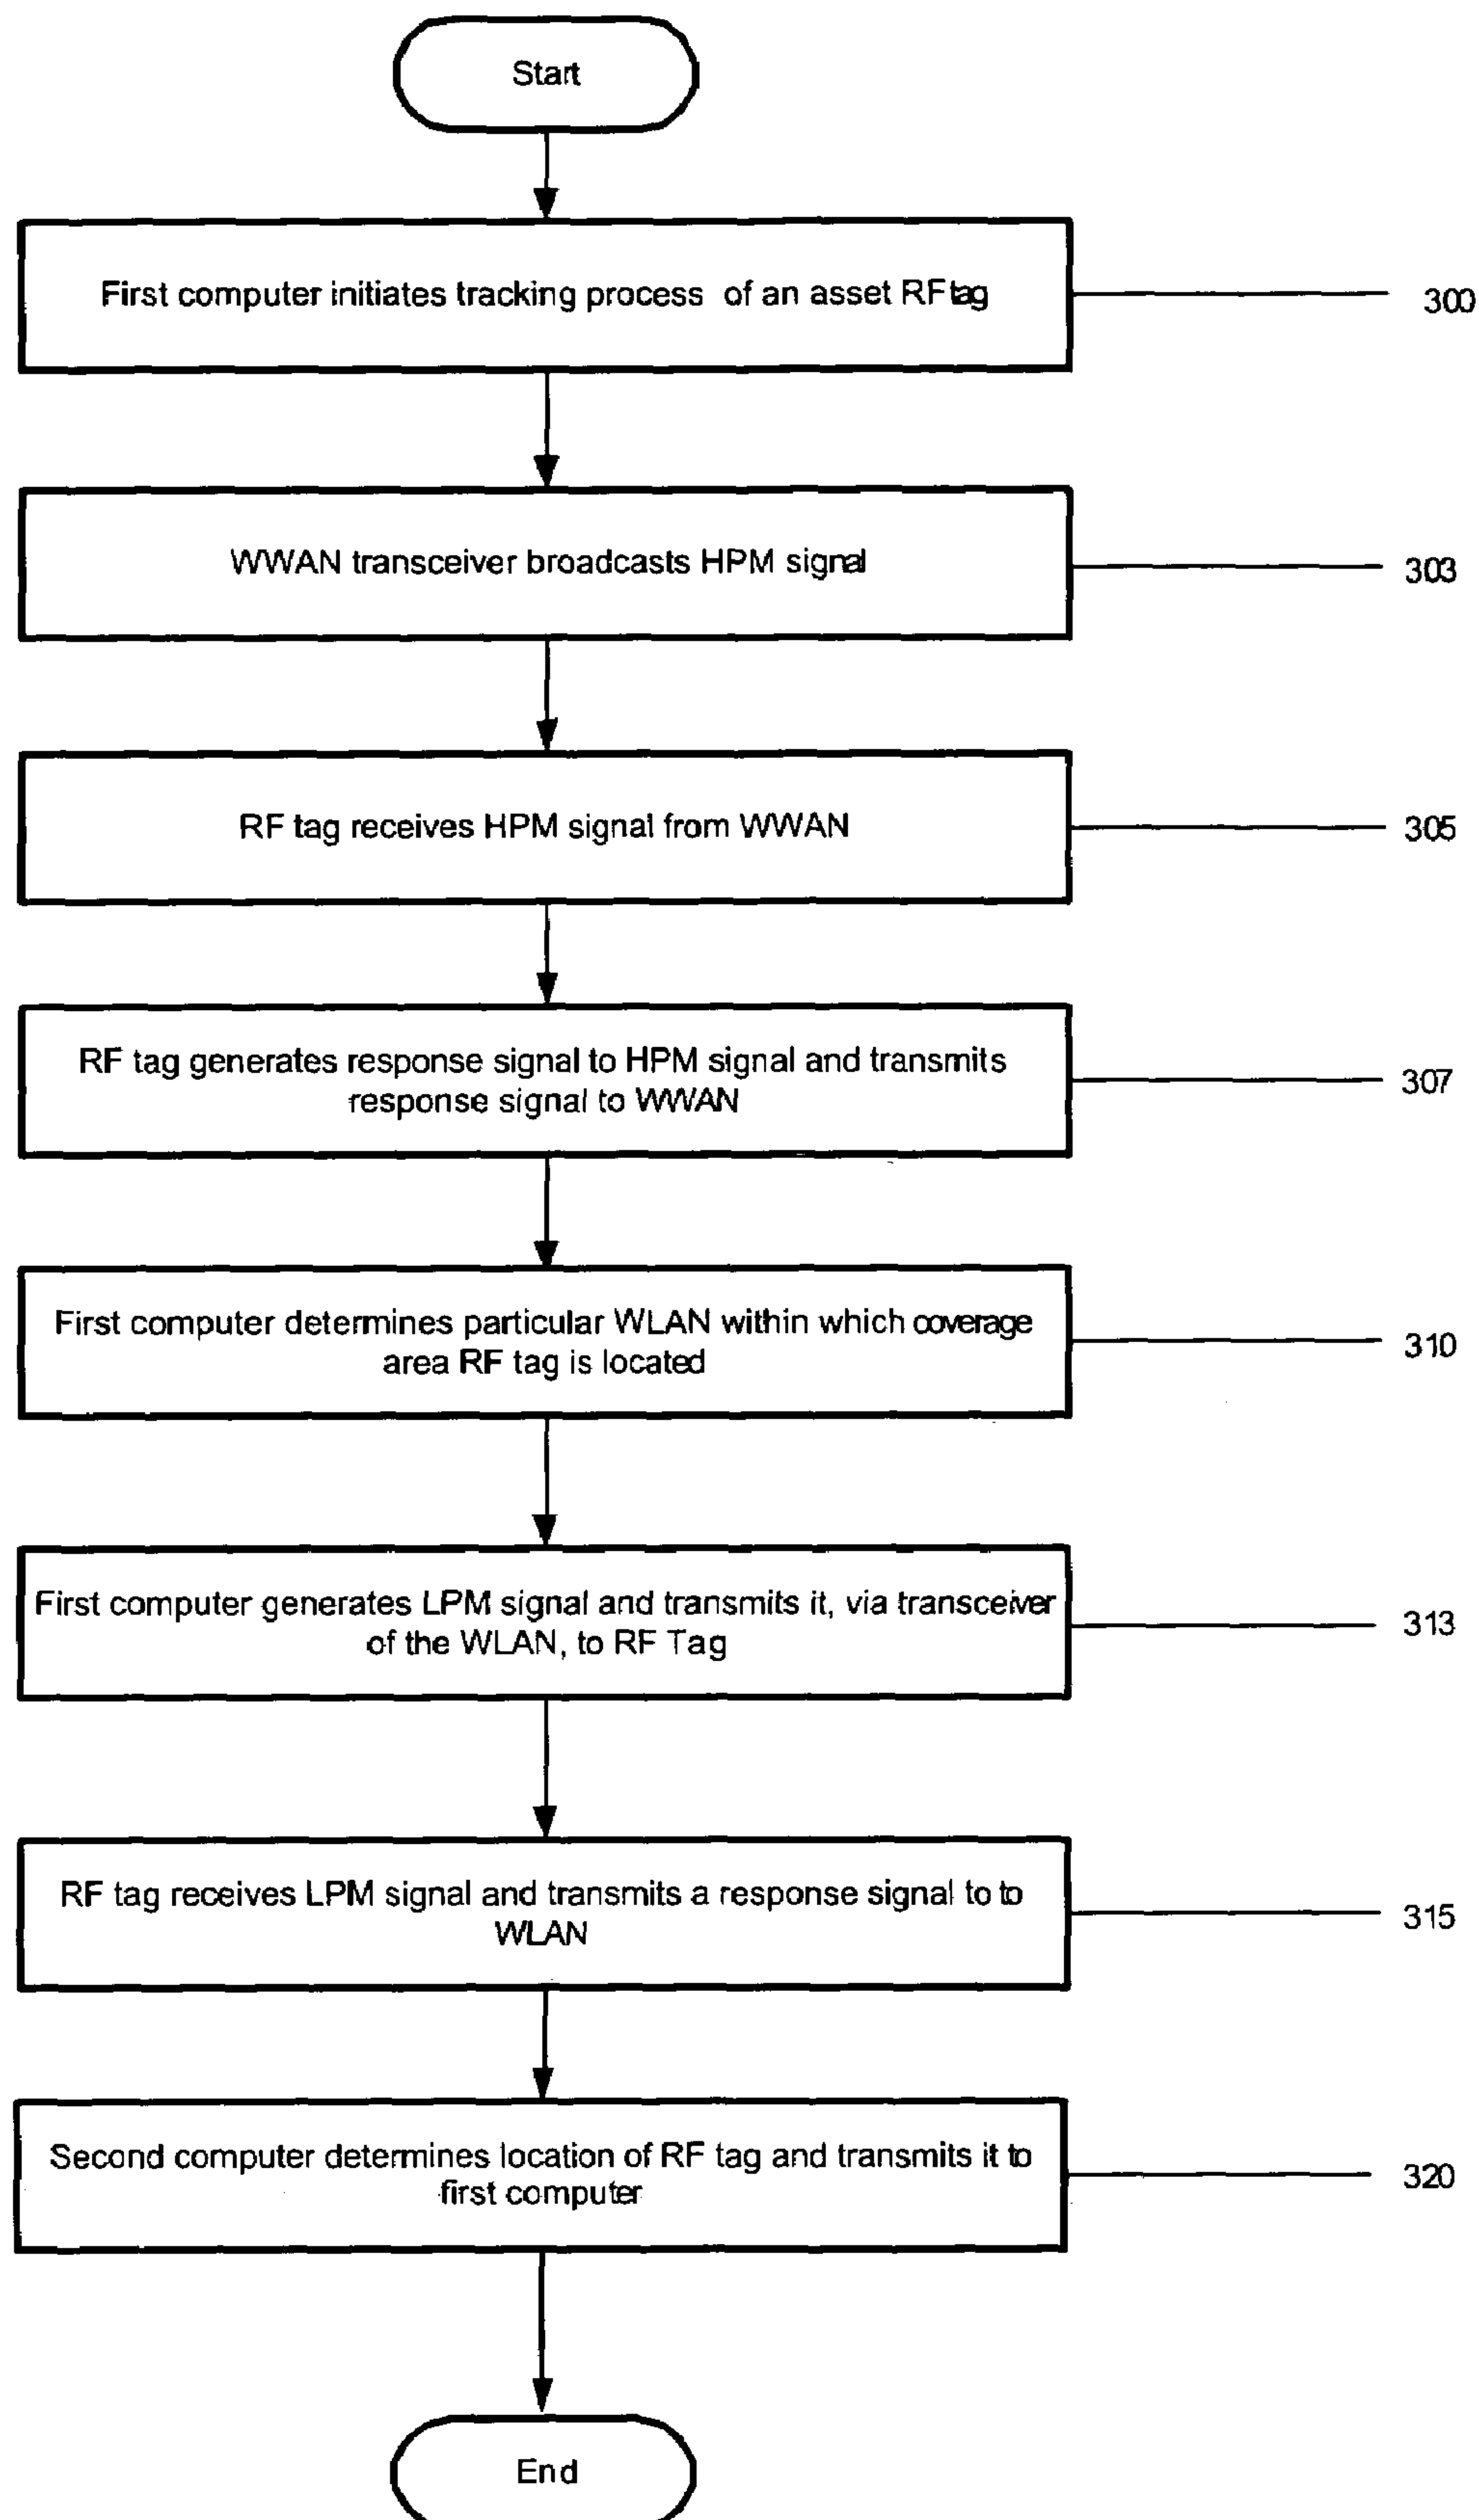 Start
First computer initiates tracking process of an asset RF tag
300
WWAN transceiver broadcasts HPM signal
303
RF tag receives HPM signal from WWAN
305
RF tag generates response signal to HPM signal and transmits
response signal to WWAN
307
First computer determines particular WLAN within which coverage
area RF tag is located
310
First computer generates LPM signal and transmits it, via transceiver
of the WLAN, to RF Tag
313
RF tag receives LPM signal and transmits a response signal to to
WLAN
315
Second computer determines location of RF tag and transmits it to
first computer
320
End